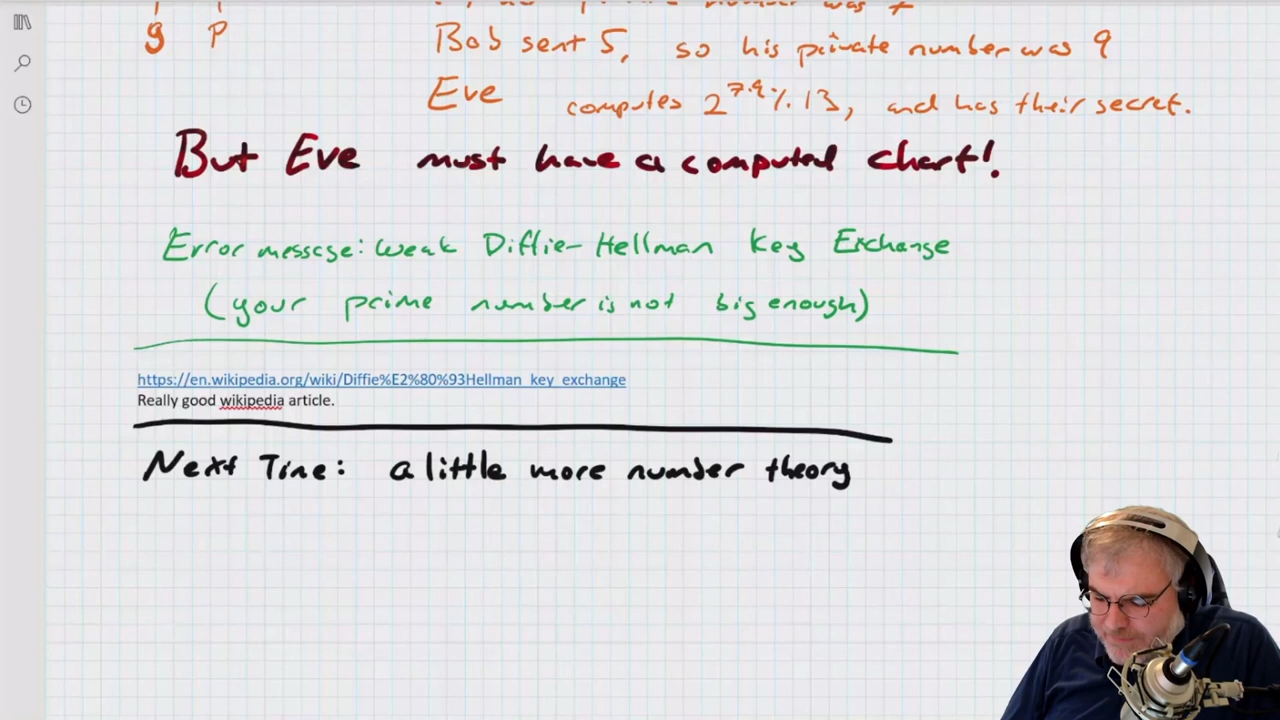 g p
Bob sent 5, so his private number was 9
Eve computes 2^7.9 % 13, and has their secret.
But Eve must have a computed chart!
Error message: weak Diffie-Hellman Key Exchange
(your prime number is not big enough)
https://en.wikipedia.org/wiki/Diffie%E2%80%93Hellman_key_exchange
Really good wikipedia article.
Next Time: a little more number theory